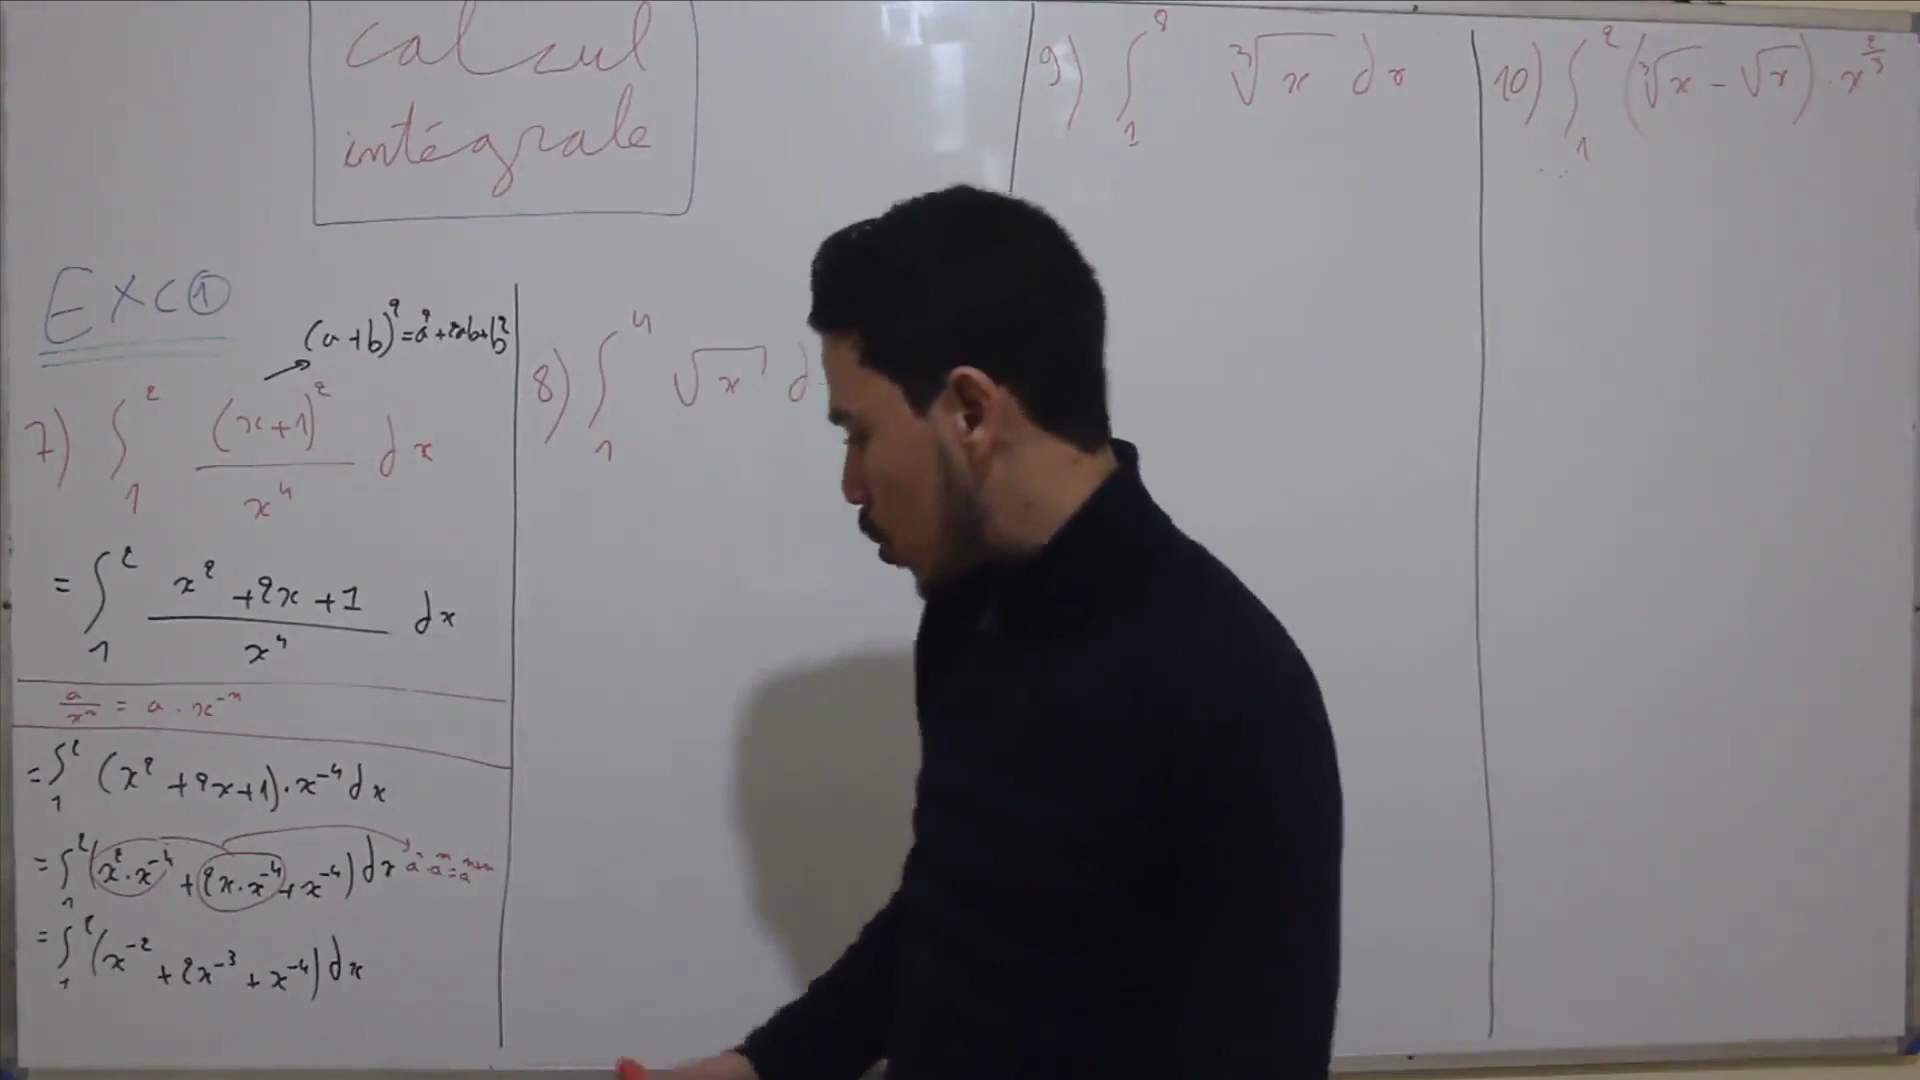 calcul
intégrale
EXC ①
(a+b)² = a² + 2ab + b²
7) ∫₁² (x+1)² / x⁴ dx
= ∫₁² (x² + 2x + 1) / x⁴ dx
a/xⁿ = a · x⁻ⁿ
= ∫₁² (x² + 2x + 1) · x⁻⁴ dx
= ∫₁² (x² · x⁻⁴ + 2x · x⁻⁴ + x⁻⁴) dx
= ∫₁² (x⁻² + 2x⁻³ + x⁻⁴) dx
8) ∫₁⁴ √x d
9) ∫₁⁸ ∛x dx
10) ∫₁² (∛x − √x) · x^(2/3)